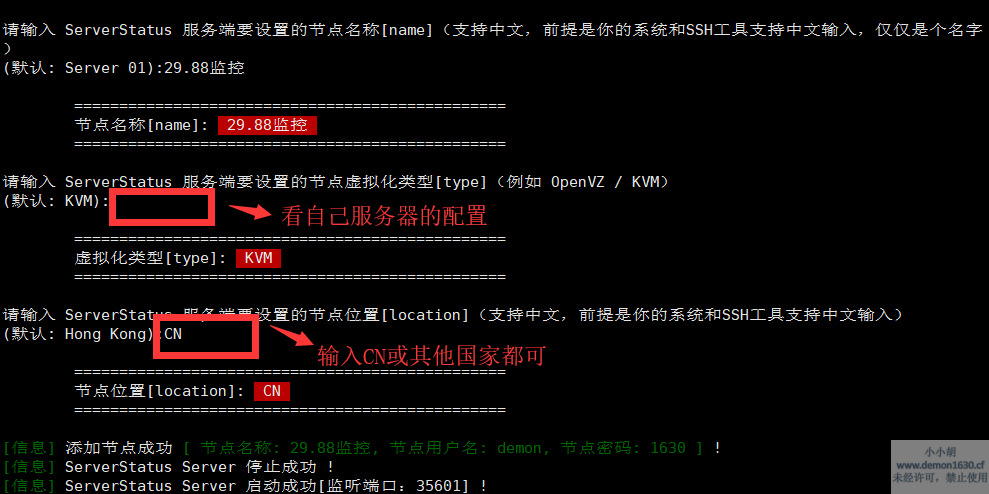 请输入 ServerStatus 服务端要设置的节点名称[name]（支持中文，前提是你的系统和SSH工具支持中文输入，仅仅是个名字
）
(默认: Server 01):29.88监控
================================================
节点名称[name]: 29.88监控
================================================
请输入 ServerStatus 服务端要设置的节点虚拟化类型[type]（例如 OpenVZ / KVM）
(默认: KVM):
看自己服务器的配置
================================================
虚拟化类型[type]: KVM
================================================
请输入 ServerStatus 服务端要设置的节点位置[location]（支持中文，前提是你的系统和SSH工具支持中文输入）
(默认: Hong Kong):CN
输入CN或其他国家都可
================================================
节点位置[location]: CN
================================================
[信息] 添加节点成功 [ 节点名称: 29.88监控, 节点用户名: demon, 节点密码: 1630 ] !
[信息] ServerStatus Server 停止成功 !
[信息] ServerStatus Server 启动成功[监听端口：35601] !
小小胡
www.demon1630.cf
未经许可，禁止使用